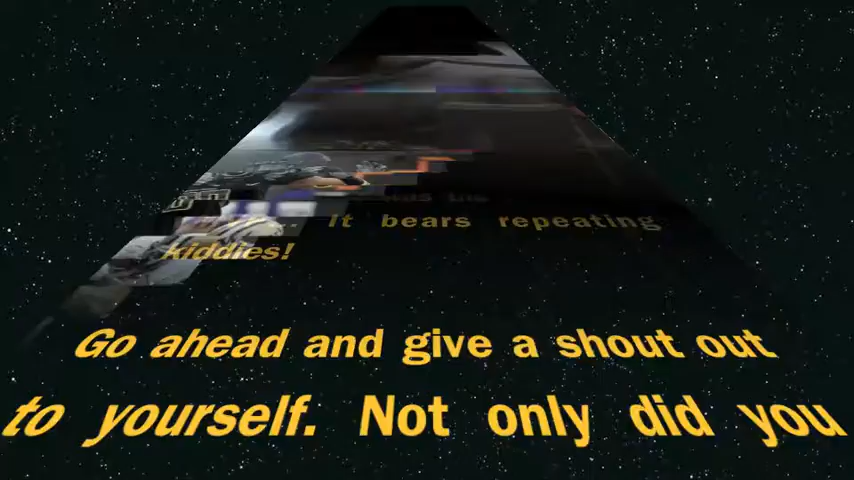 It bears repeating
kiddies!
Go ahead and give a shout out
to yourself. Not only did you